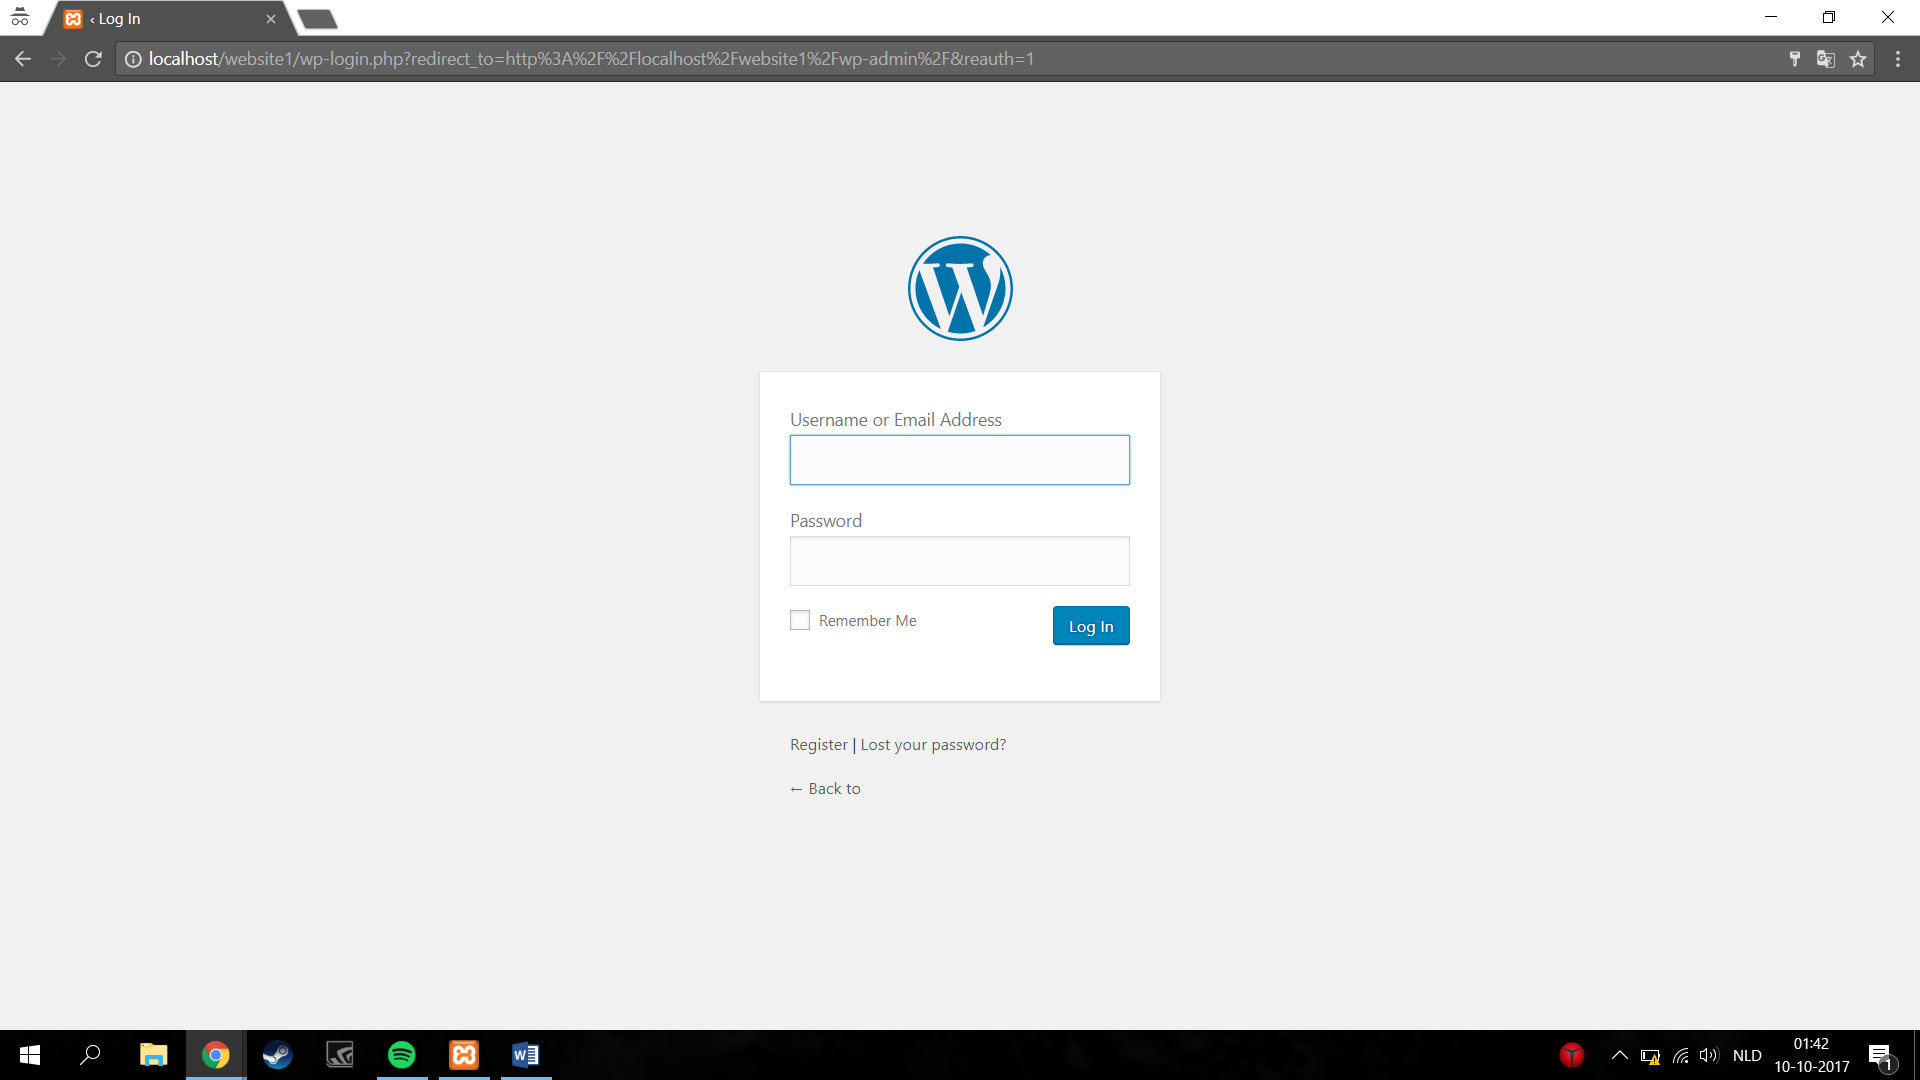 ‹ Log In
localhost/website1/wp-login.php?redirect_to=http%3A%2F%2Flocalhost%2Fwebsite1%2Fwp-admin%2F&reauth=1
Username or Email Address
Password
Remember Me
Log In
Register | Lost your password?
← Back to
NLD
01:42
10-10-2017
1